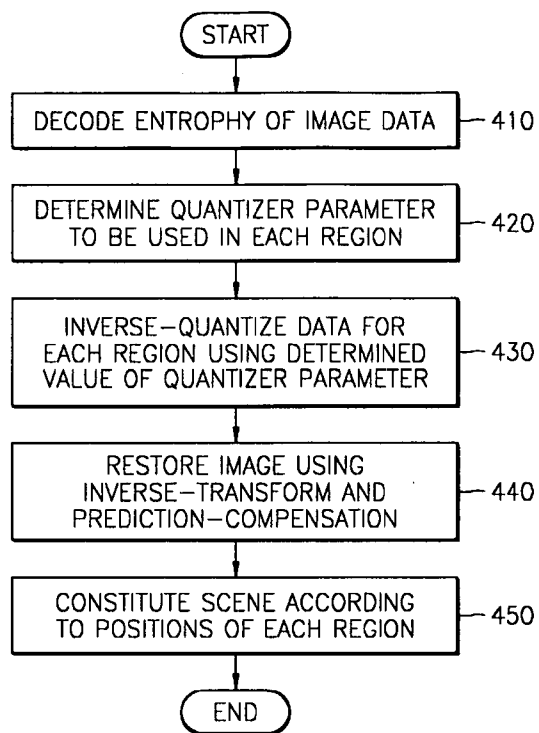 START
DECODE ENTROPHY OF IMAGE DATA
410
DETERMINE QUANTIZER PARAMETER
TO BE USED IN EACH REGION
420
INVERSE-QUANTIZE DATA FOR
EACH REGION USING DETERMINED
VALUE OF QUANTIZER PARAMETER
430
RESTORE IMAGE USING
INVERSE-TRANSFORM AND
PREDICTION-COMPENSATION
440
CONSTITUTE SCENE ACCORDING
TO POSITIONS OF EACH REGION
450
END